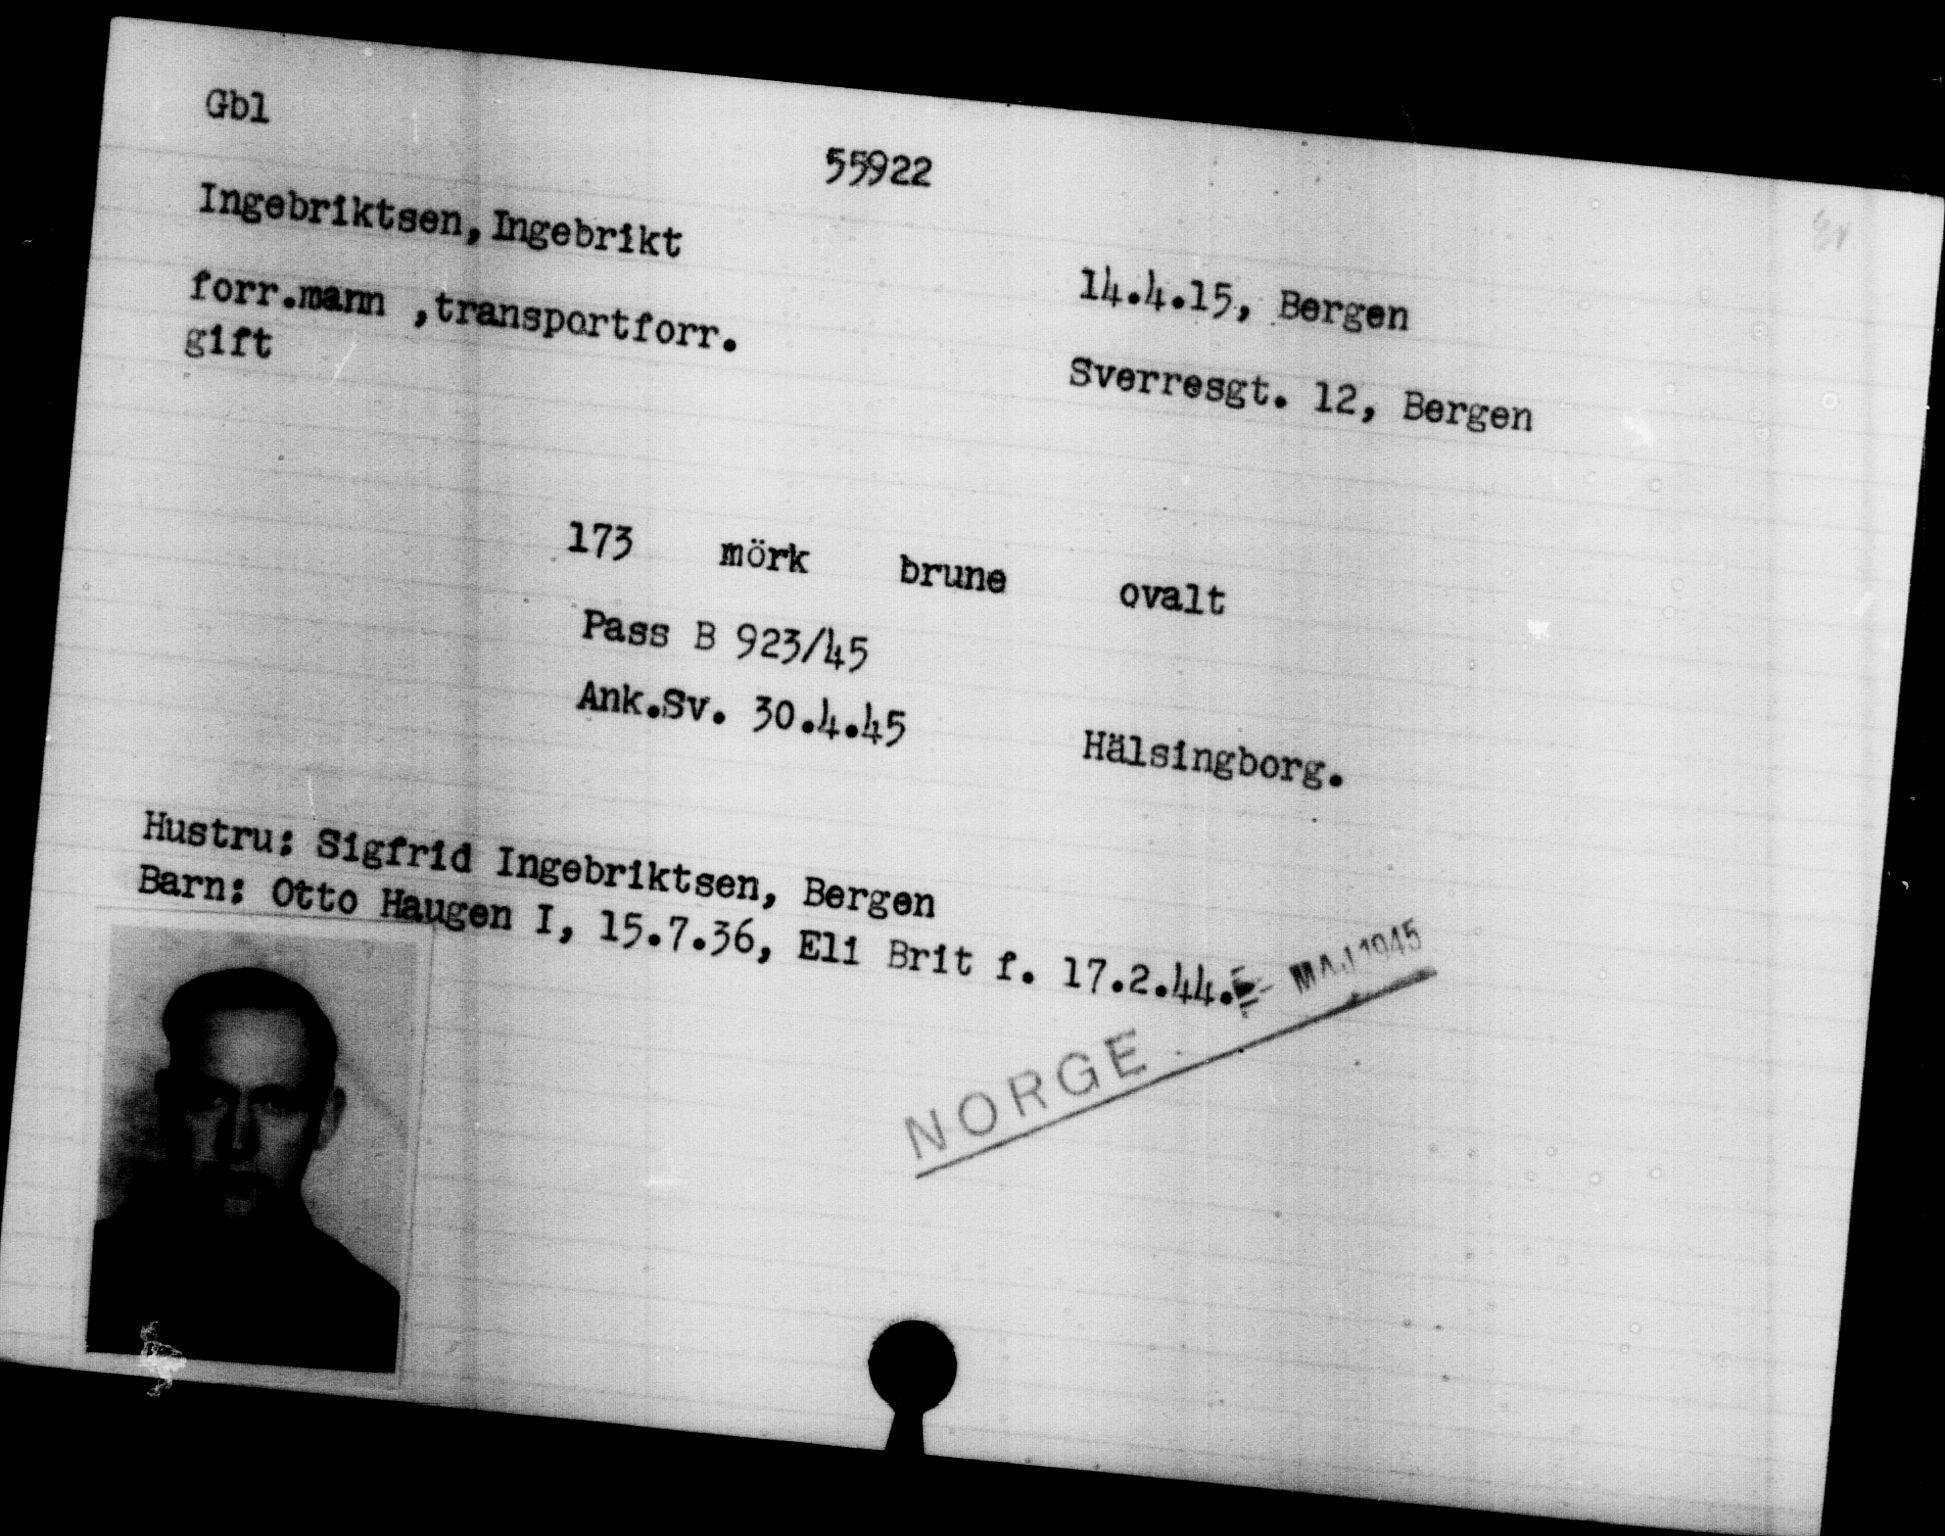 Gbl
55922
Ingebriktsen, Ingebrikt
14.4.15, Bergen
forr.mann ,transportforr.
gift
Sverresgt. 12, Bergen
173 mörk brune ovalt
Pass B 923/45
Ank.Sv. 30.4.45 Hälsingborg.
Hustru: Sigfrid Ingebriktsen, Bergen
Barn: Otto Haugen I, 15.7.36, Eli Brit f. 17.2.44.
MAJ 1945
NORGE